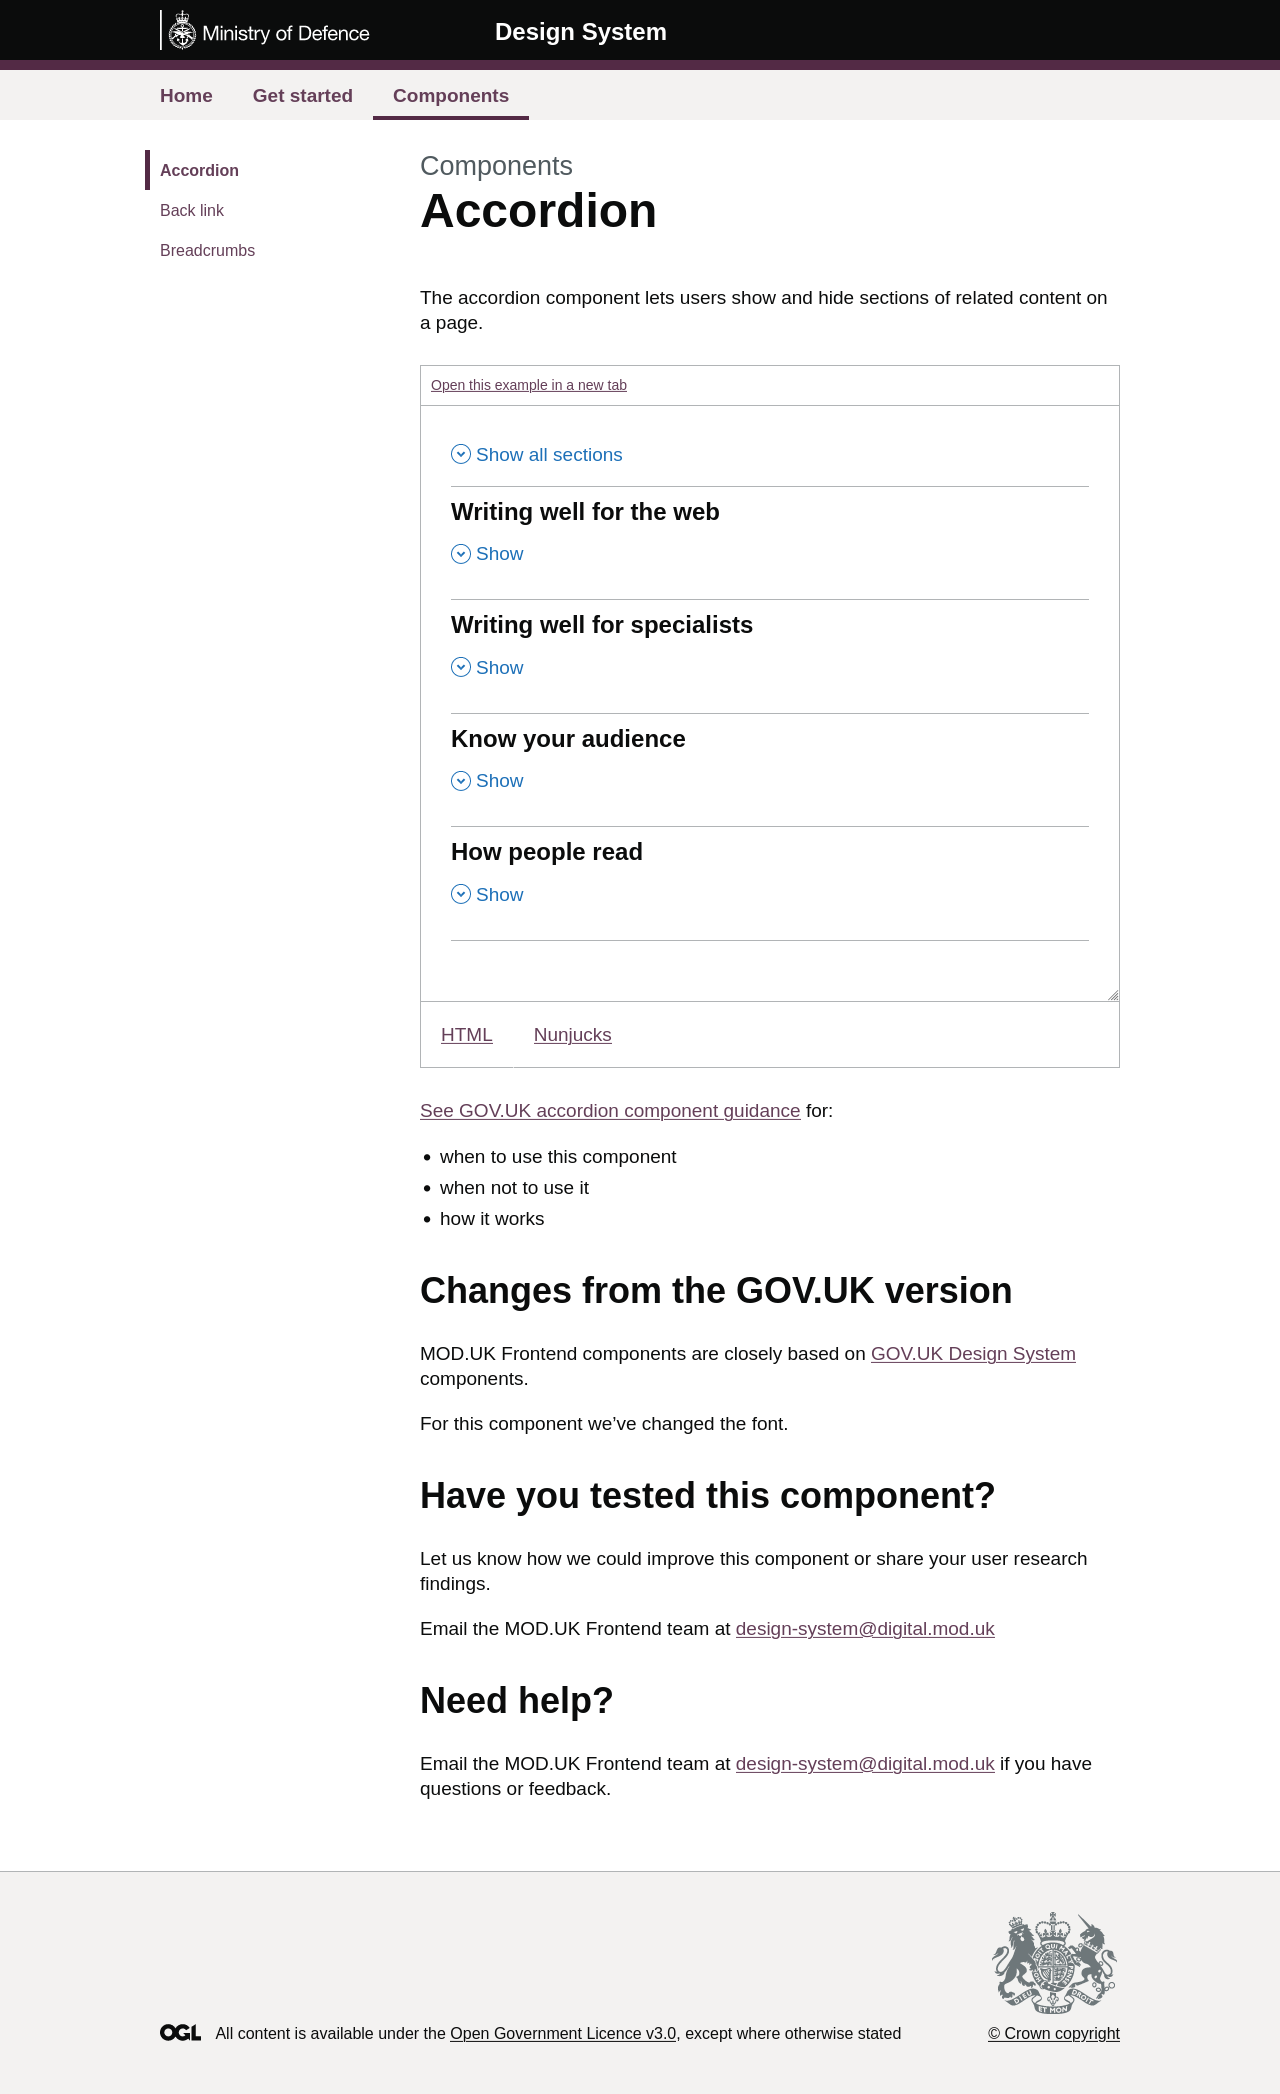 Ministry of Defence
Design System
Home
Get started
Components
Accordion
Back link
Breadcrumbs
Components
Accordion
The accordion component lets users show and hide sections of related content on
a page.
Open this example in a new tab
Show all sections
Writing well for the web
Show
Writing well for specialists
Show
Know your audience
Show
How people read
Show
HTML
Nunjucks
See GOV.UK accordion component guidance for:
• when to use this component
• when not to use it
• how it works
Changes from the GOV.UK version
MOD.UK Frontend components are closely based on GOV.UK Design System
components.
For this component we’ve changed the font.
Have you tested this component?
Let us know how we could improve this component or share your user research
findings.
Email the MOD.UK Frontend team at design-system@digital.mod.uk
Need help?
Email the MOD.UK Frontend team at design-system@digital.mod.uk if you have
questions or feedback.
DIEU ET MON DROIT
OGL
All content is available under the Open Government Licence v3.0, except where otherwise stated
© Crown copyright